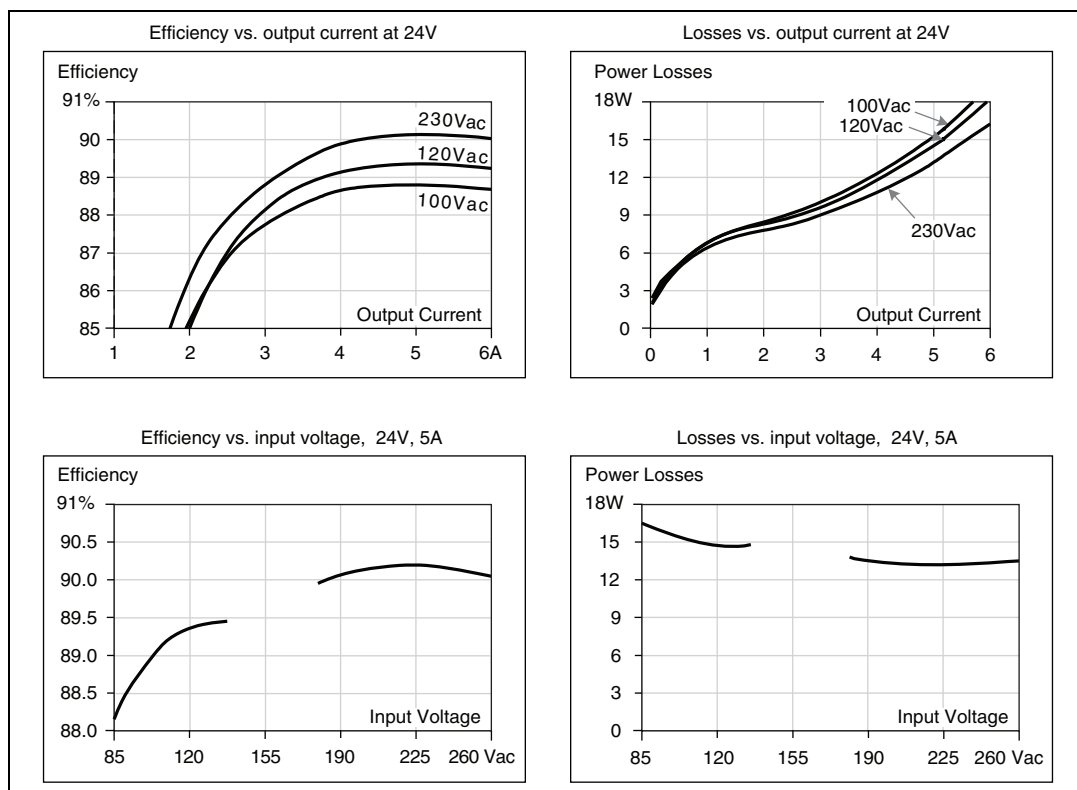 Efficiency vs. output current at 24V
Efficiency
91%
90
89
88
87
86
85
230Vac
120Vac
100Vac
Output Current
1 2 3 4 5 6A
Losses vs. output current at 24V
Power Losses
18W
15
12
9
6
3
0
100Vac
120Vac
230Vac
Output Current
0 1 2 3 4 5 6
Efficiency vs. input voltage, 24V, 5A
Efficiency
91%
90.5
90.0
89.5
89.0
88.5
88.0
Input Voltage
85 120 155 190 225 260 Vac
Losses vs. input voltage, 24V, 5A
Power Losses
18W
15
12
9
6
3
0
Input Voltage
85 120 155 190 225 260 Vac